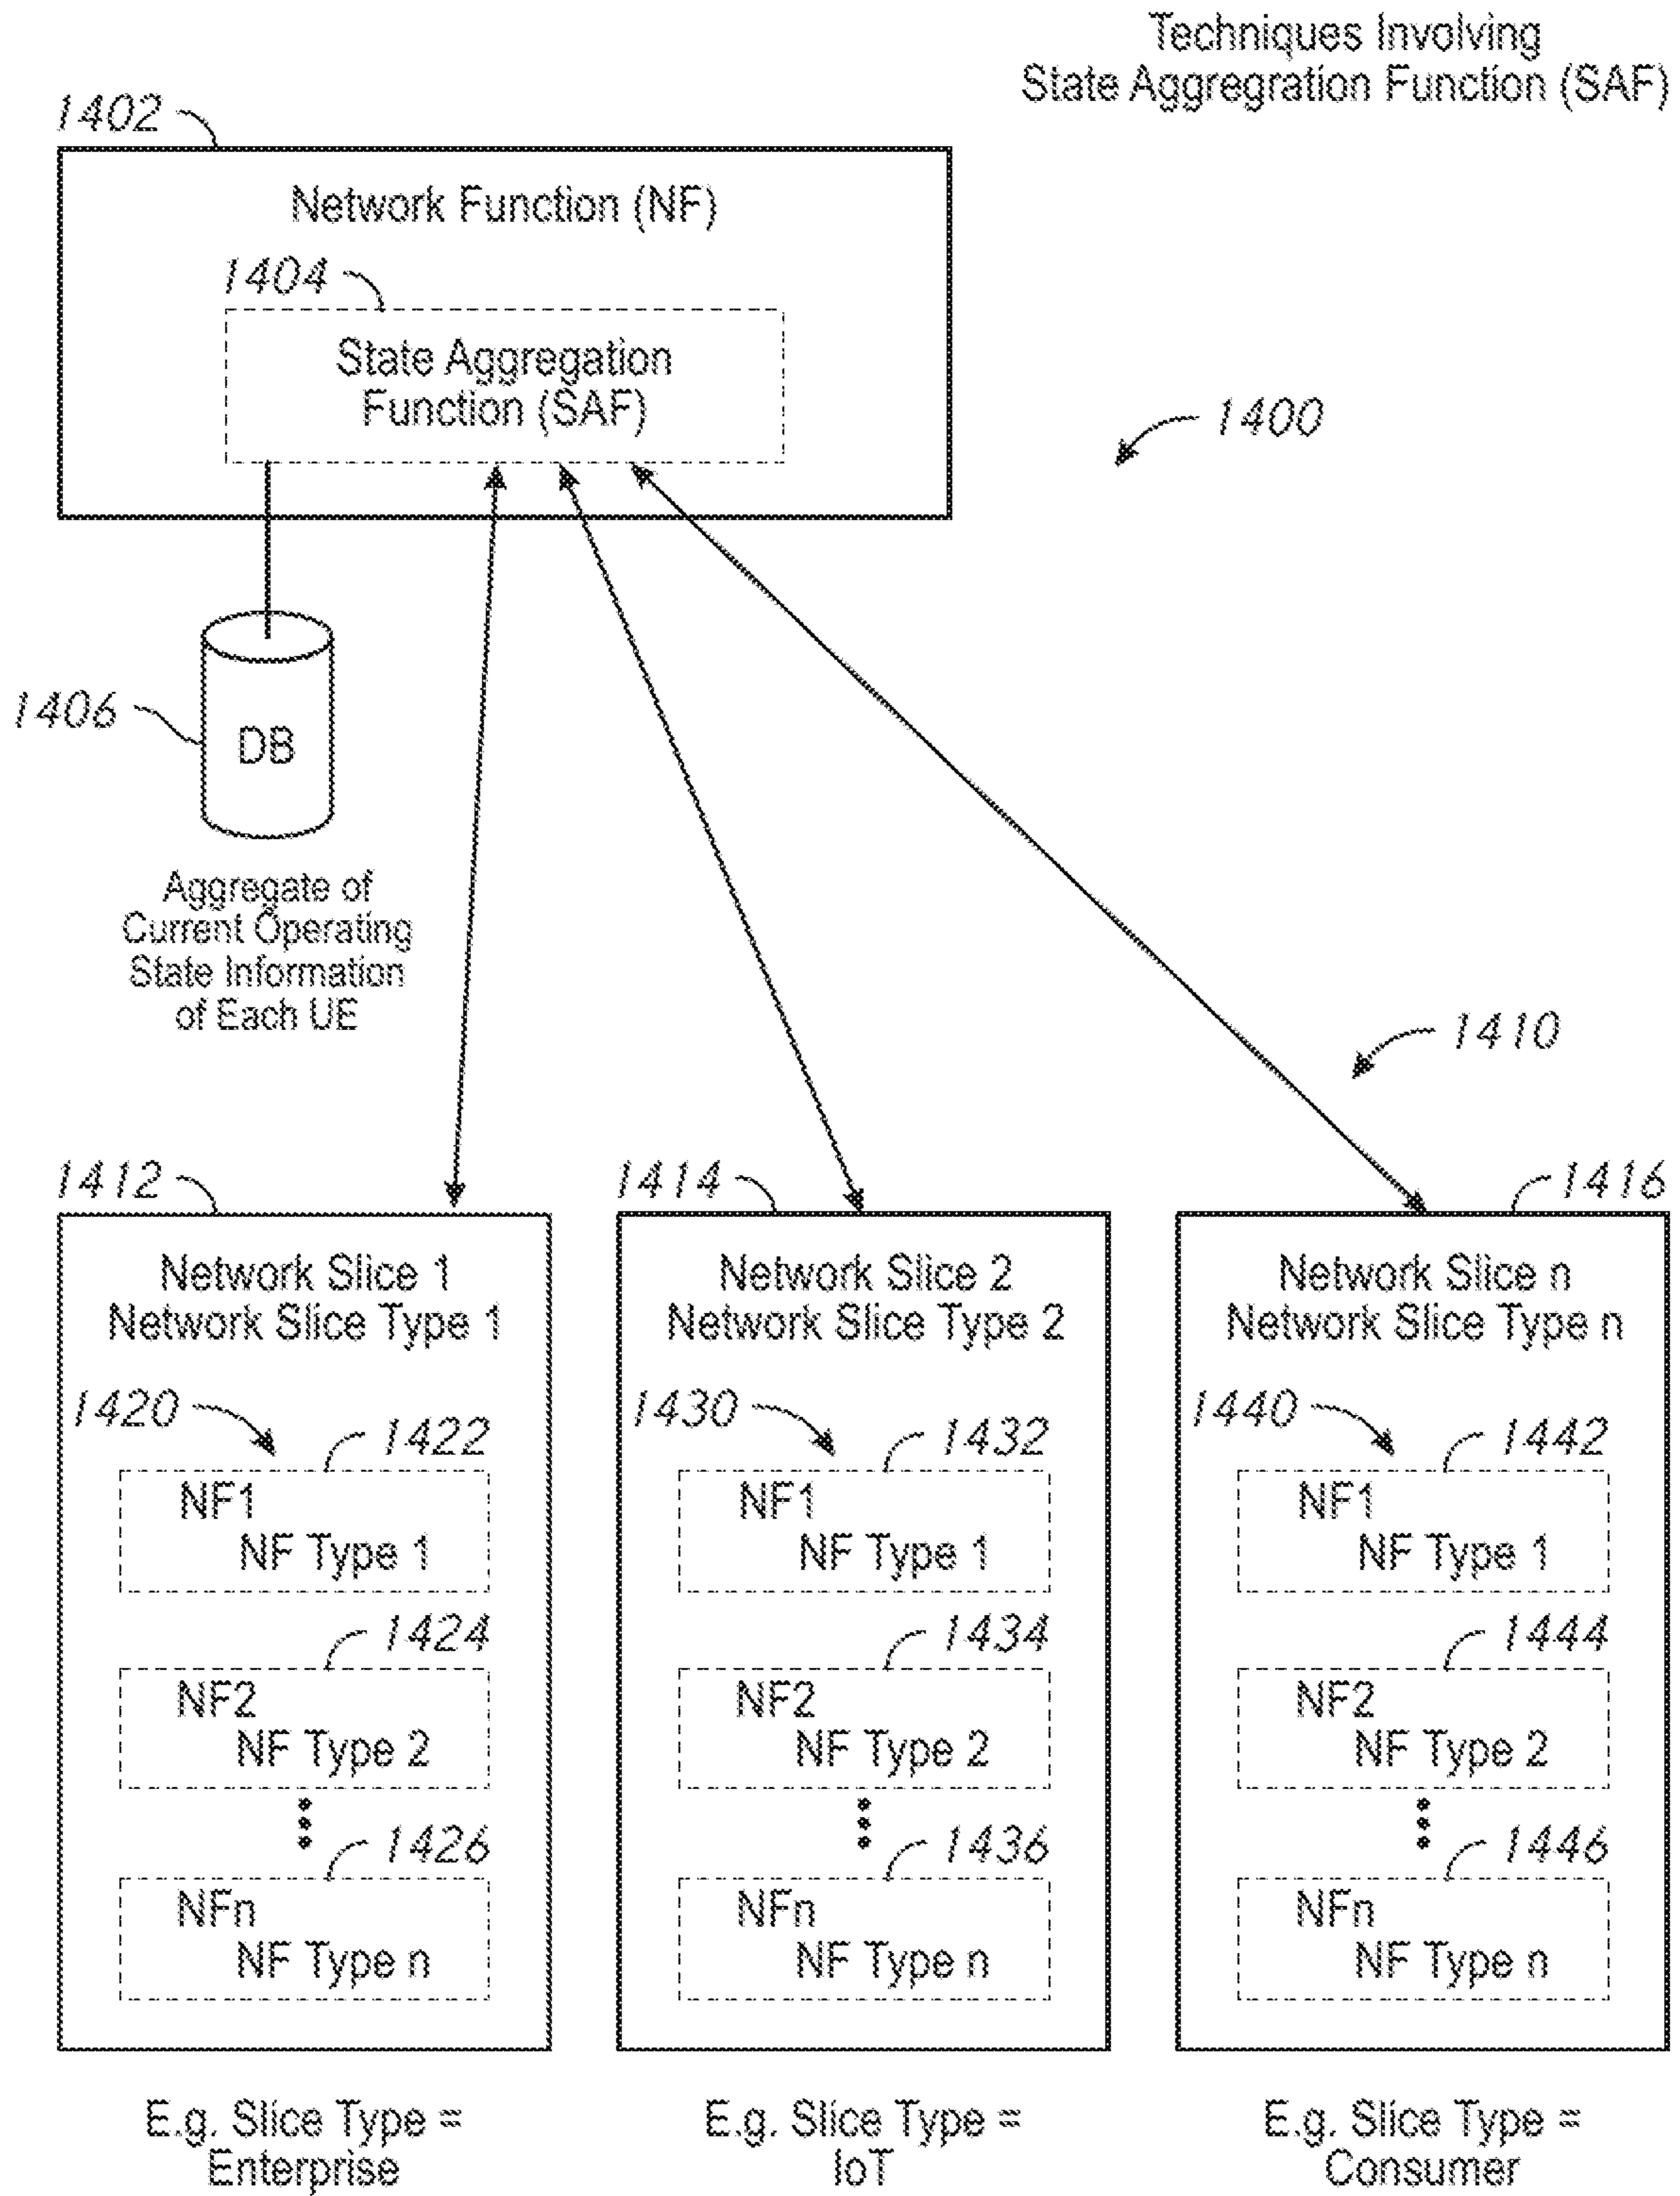 Techniques Involving
State Aggregration Function (SAF)
1402
Network Function (NF)
1404
State Aggregation
Function (SAF)
1400
1406
DB
Aggregate of
Current Operating
State Information
of Each UE
1410
1412
1414
1416
Network Slice 1
Network Slice Type 1
Network Slice 2
Network Slice Type 2
Network Slice n
Network Slice Type n
1420
1422
NF1
NF Type 1
1424
NF2
NF Type 2
1426
NFn
NF Type n
1430
1432
NF1
NF Type 1
1434
NF2
NF Type 2
1436
NFn
NF Type n
1440
1442
NF1
NF Type 1
1444
NF2
NF Type 2
1446
NFn
NF Type n
E.g. Slice Type =
Enterprise
E.g. Slice Type =
IoT
E.g. Slice Type =
Consumer